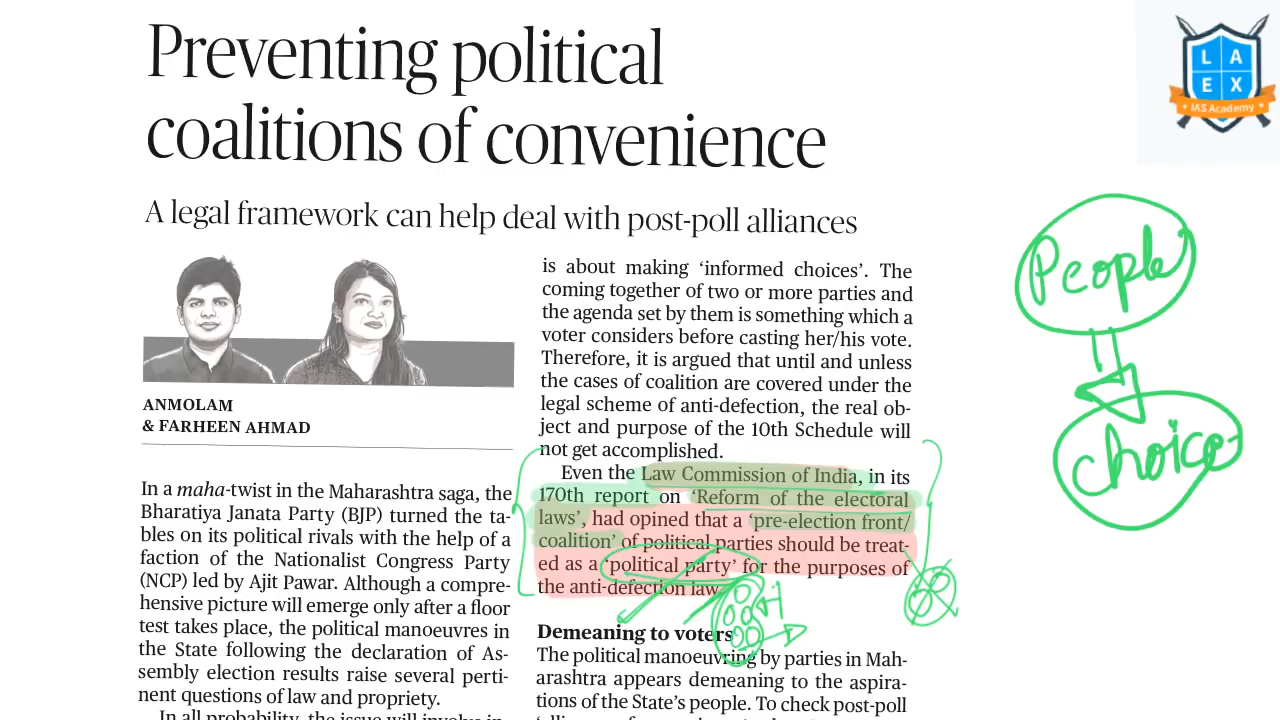 Preventing political
coalitions of convenience
A legal framework can help deal with post-poll alliances
L A
E X
IAS Academy
ANMOLAM
& FARHEEN AHMAD
In a maha-twist in the Maharashtra saga, the
Bharatiya Janata Party (BJP) turned the ta-
bles on its political rivals with the help of a
faction of the Nationalist Congress Party
(NCP) led by Ajit Pawar. Although a compre-
hensive picture will emerge only after a floor
test takes place, the political manoeuvres in
the State following the declaration of As-
sembly election results raise several perti-
nent questions of law and propriety.
In all probability, the issue will involve in-
is about making ‘informed choices’. The
coming together of two or more parties and
the agenda set by them is something which a
voter considers before casting her/his vote.
Therefore, it is argued that until and unless
the cases of coalition are covered under the
legal scheme of anti-defection, the real ob-
ject and purpose of the 10th Schedule will
not get accomplished.
Even the Law Commission of India, in its
170th report on ‘Reform of the electoral
laws’, had opined that a ‘pre-election front/
coalition’ of political parties should be treat-
ed as a ‘political party’ for the purposes of
the anti-defection law.
Demeaning to voters
The political manoeuvring by parties in Mah-
arashtra appears demeaning to the aspira-
tions of the State’s people. To check post-poll
People
choice